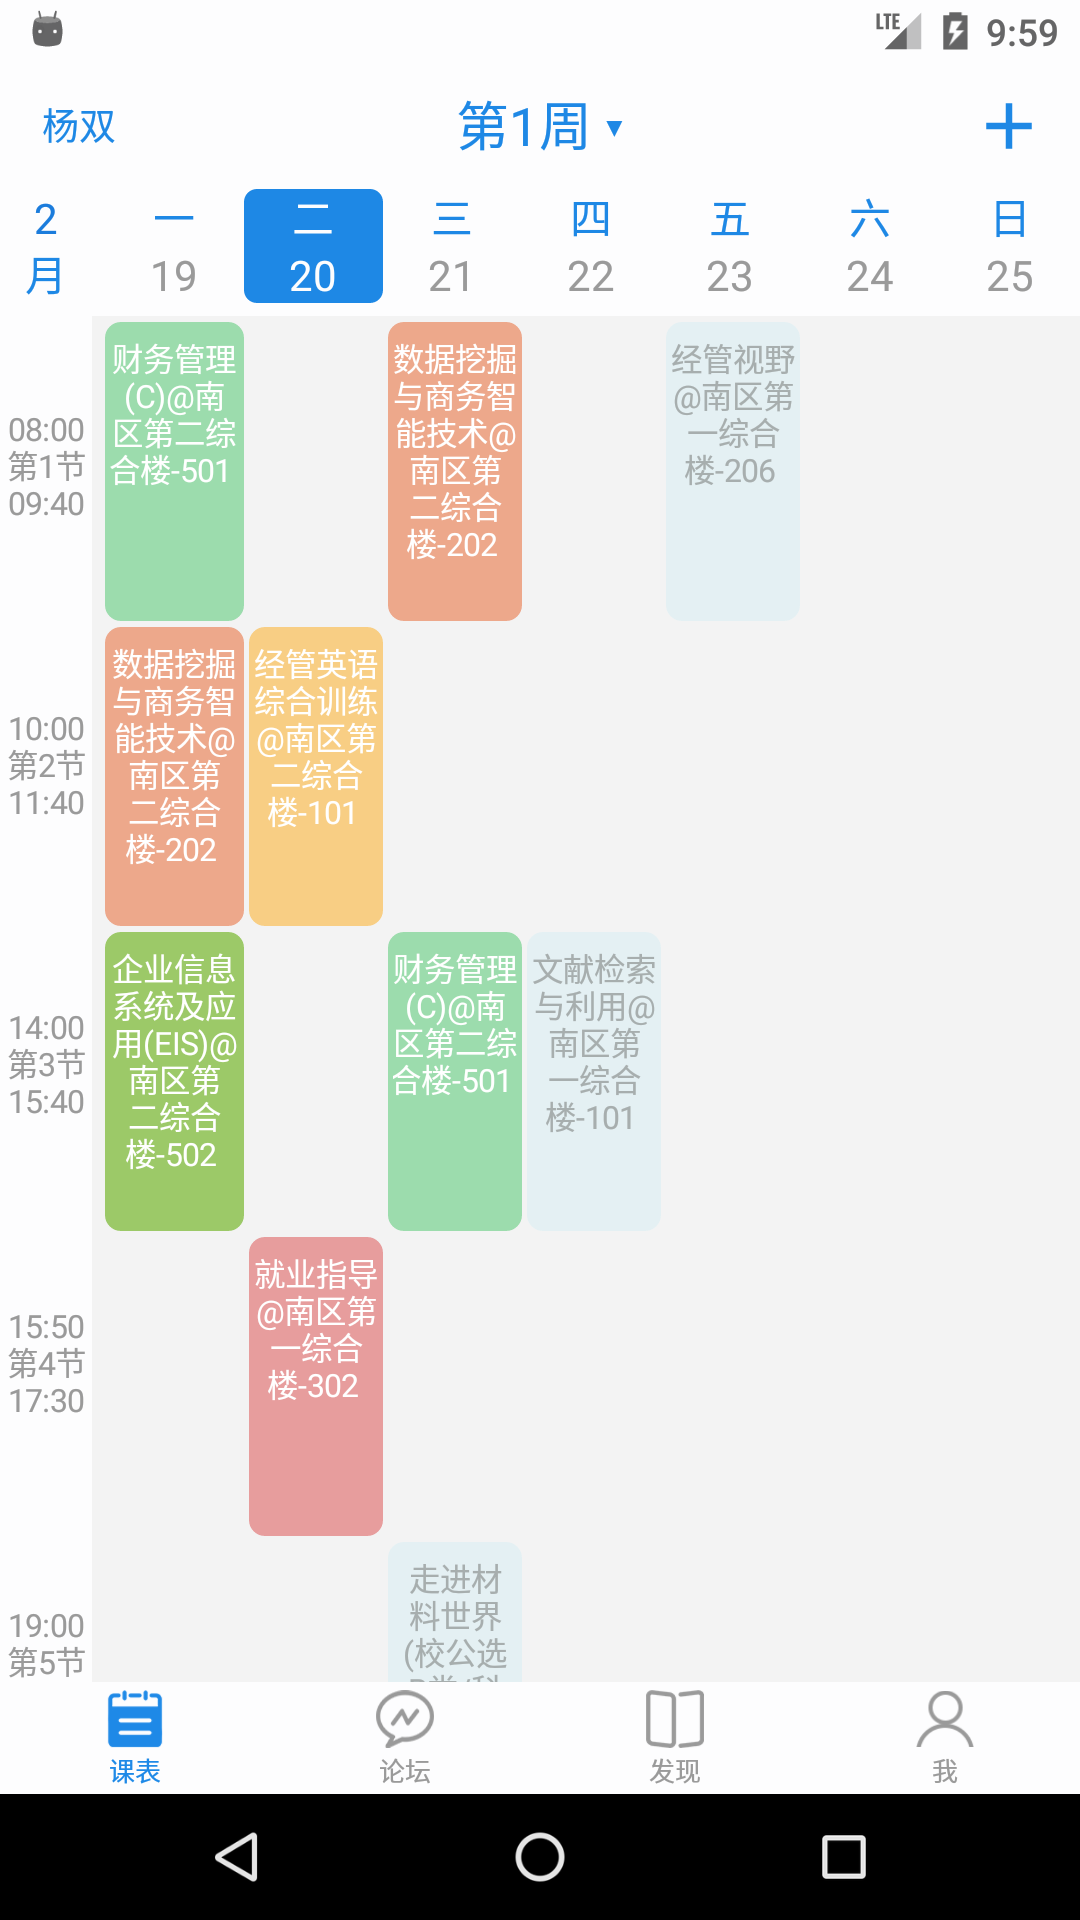 LTE 9:59
杨双 第1周 ▼ +
2月 一 19 二 20 三 21 四 22 五 23 六 24 日 25
08:00
第1节
09:40
财务管理
(C)@南
区第二综
合楼-501
数据挖掘
与商务智
能技术@
南区第
二综合
楼-202
经管视野
@南区第
一综合
楼-206
10:00
第2节
11:40
数据挖掘
与商务智
能技术@
南区第
二综合
楼-202
经管英语
综合训练
@南区第
二综合
楼-101
14:00
第3节
15:40
企业信息
系统及应
用(EIS)@
南区第
二综合
楼-502
财务管理
(C)@南
区第二综
合楼-501
文献检索
与利用@
南区第
一综合
楼-101
15:50
第4节
17:30
就业指导
@南区第
一综合
楼-302
19:00
第5节
走进材
料世界
(校公选
课表 论坛 发现 我